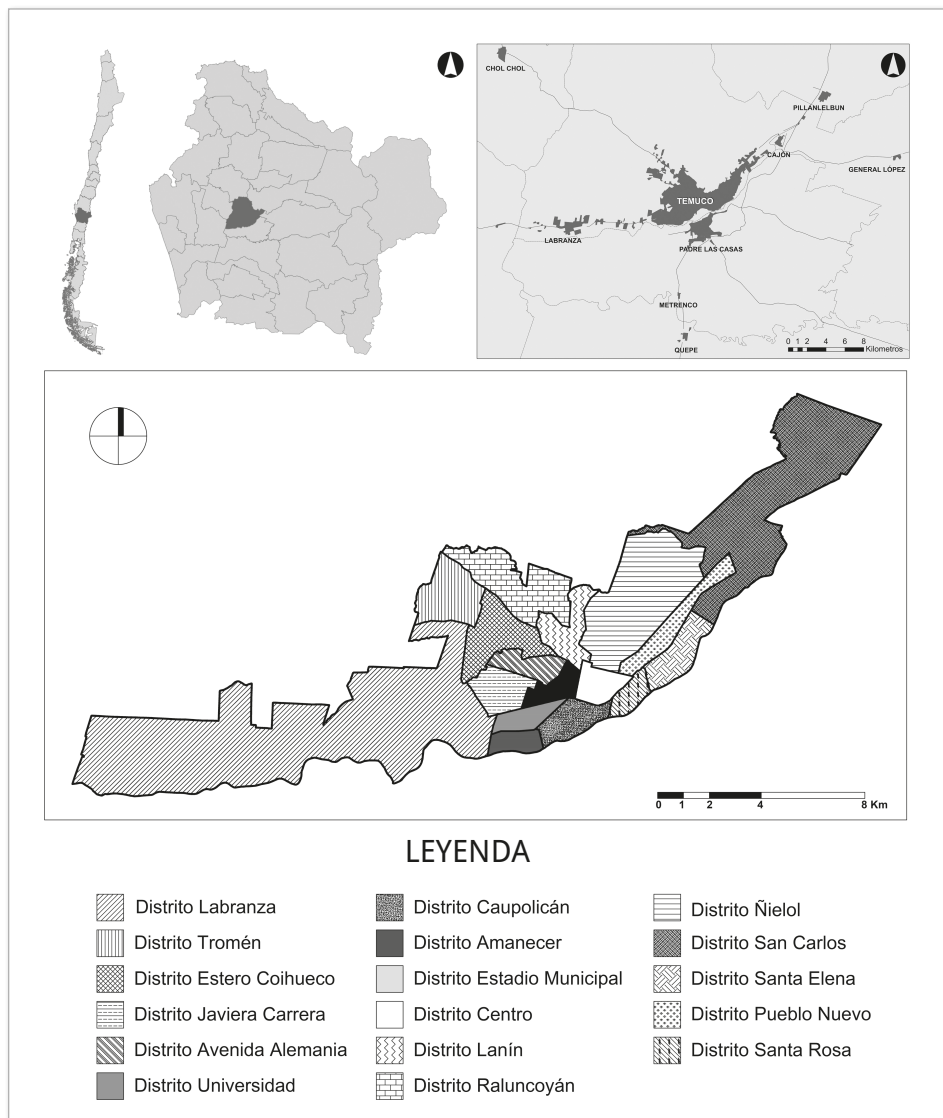 CHOL CHOL
PILLANLELBUN
CAJÓN
GENERAL LÓPEZ
TEMUCO
LABRANZA
PADRE LAS CASAS
METRENCO
QUEPE
0 1 2 4 6 8
Kilometros
0 1 2 4 8 Km
LEYENDA
Distrito Labranza
Distrito Tromén
Distrito Estero Coihueco
Distrito Javiera Carrera
Distrito Avenida Alemania
Distrito Universidad
Distrito Caupolicán
Distrito Amanecer
Distrito Estadio Municipal
Distrito Centro
Distrito Lanín
Distrito Raluncoyán
Distrito Ñielol
Distrito San Carlos
Distrito Santa Elena
Distrito Pueblo Nuevo
Distrito Santa Rosa